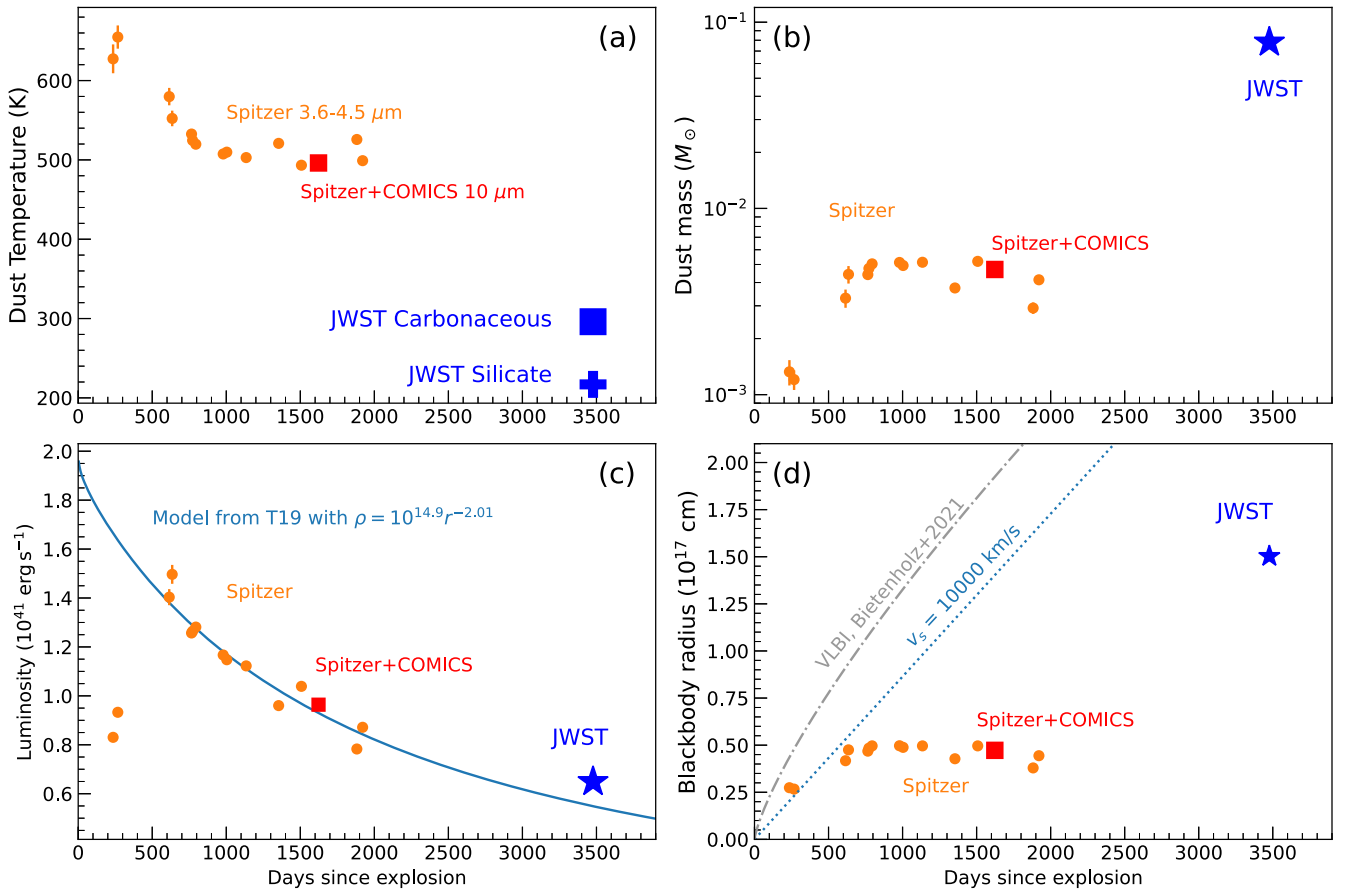 (a)
Dust Temperature (K)
600
500
400
300
200
Spitzer 3.6-4.5 μm
Spitzer+COMICS 10 μm
JWST Carbonaceous
JWST Silicate
0 500 1000 1500 2000 2500 3000 3500
(b)
Dust mass (M⊙)
10⁻¹
10⁻²
10⁻³
JWST
Spitzer
Spitzer+COMICS
0 500 1000 1500 2000 2500 3000 3500
(c)
Luminosity (10⁴¹ erg s⁻¹)
2.0
1.8
1.6
1.4
1.2
1.0
0.8
0.6
Model from T19 with ρ = 10¹⁴·⁹r⁻²·⁰¹
Spitzer
Spitzer+COMICS
JWST
0 500 1000 1500 2000 2500 3000 3500
Days since explosion
(d)
Blackbody radius (10¹⁷ cm)
2.00
1.75
1.50
1.25
1.00
0.75
0.50
0.25
0.00
VLBI, Bietenholz+2021
vₛ = 10000 km/s
JWST
Spitzer+COMICS
Spitzer
0 500 1000 1500 2000 2500 3000 3500
Days since explosion